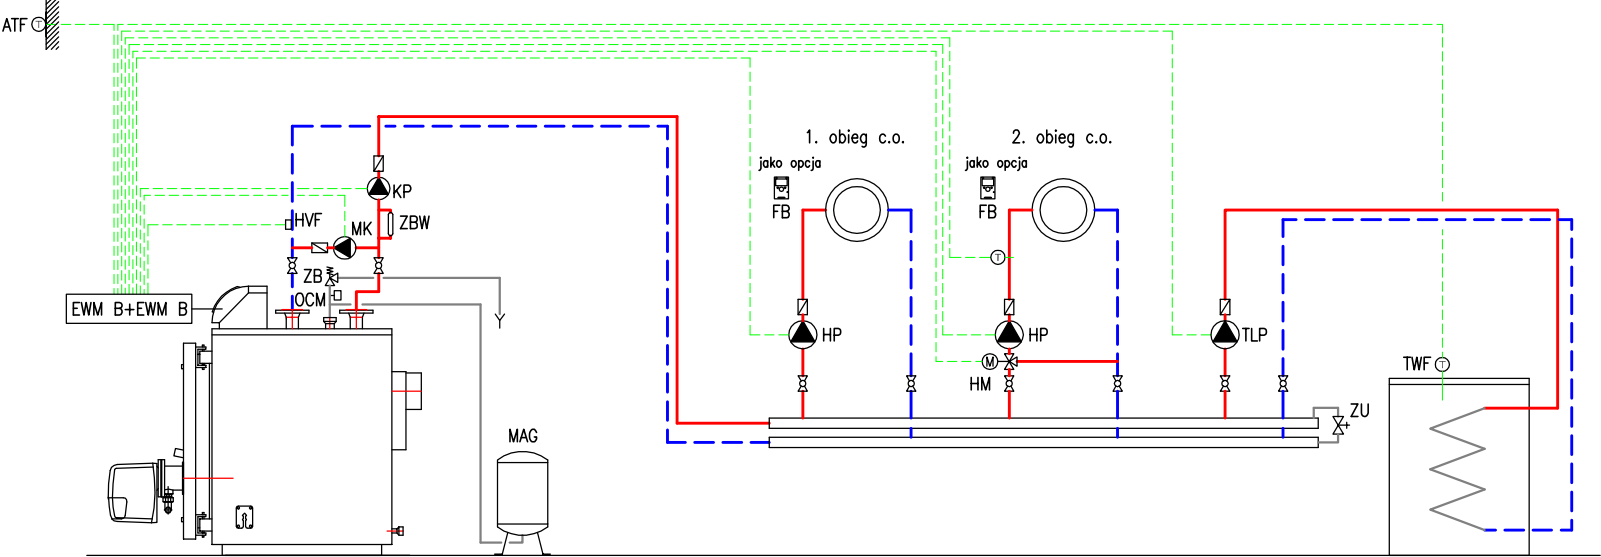 ATF T
1. obieg c.o.
2. obieg c.o.
jako opcja
jako opcja
KP
FB
FB
HVF
ZBW
MK
T
ZB
OCM
EWM B+EWM B
HP
HP
TLP
M
TWF T
HM
ZU
MAG